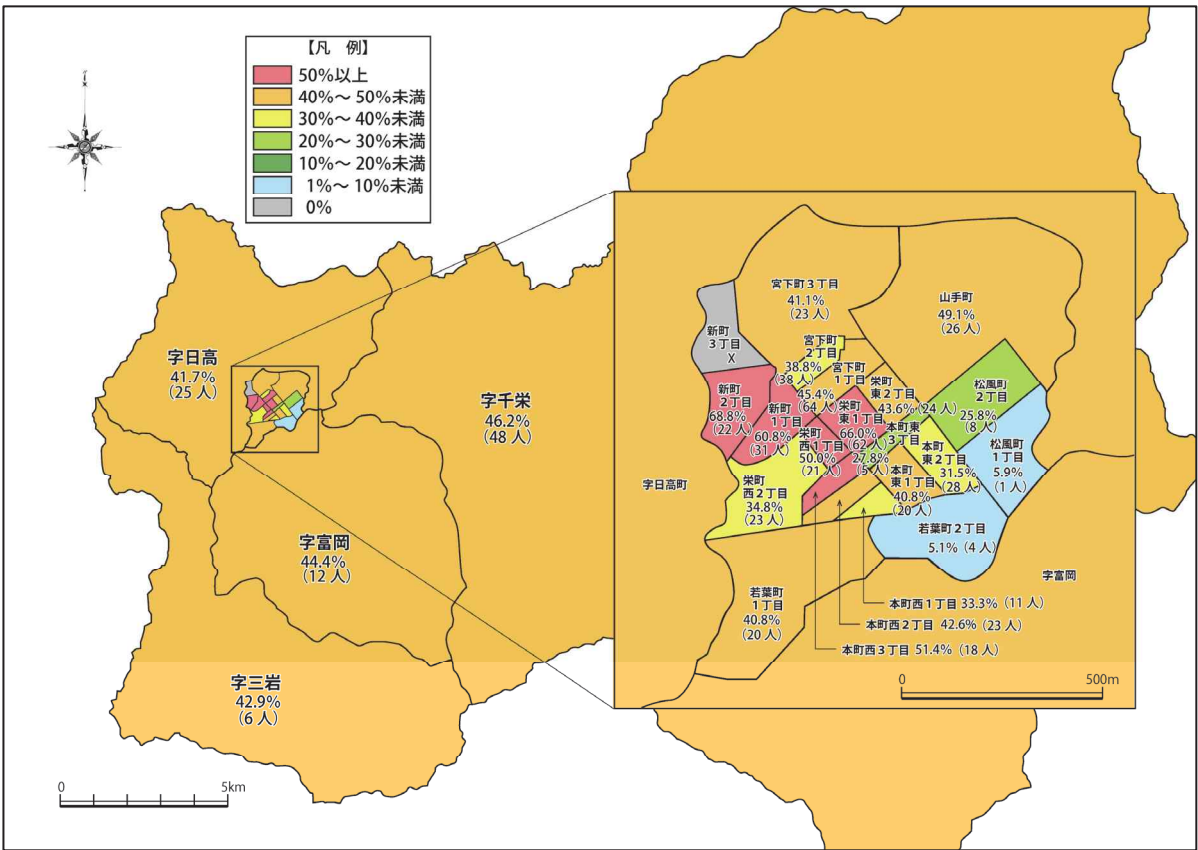 【凡　例】
50%以上
40%～ 50%未満
30%～ 40%未満
20%～ 30%未満
10%～ 20%未満
1%～ 10%未満
0%
字日高
41.7%
（25 人）
字千栄
46.2%
（48 人）
字富岡
44.4%
（12 人）
字三岩
42.9%
（6 人）
0
5km
宮下町３丁目
41.1%
（23 人）
山手町
49.1%
（26 人）
新町
３丁目
X
宮下町
２丁目
38.8%
（38 人）
宮下町
１丁目
45.4%
（64 人）
栄町
東２丁目
43.6%（24 人）
松風町
２丁目
25.8%
（8 人）
新町
２丁目
68.8%
（22 人）
新町
１丁目
60.8%
（31 人）
栄町
東１丁目
66.0%
（62 人）
栄町
西１丁目
50.0%
（21 人）
本町東
３丁目
27.8%
（5 人）
本町
東２丁目
31.5%
（28 人）
松風町
１丁目
5.9%
（1 人）
本町
東１丁目
40.8%
（20 人）
字日高町
栄町
西２丁目
34.8%
（23 人）
若葉町２丁目
5.1%（4 人）
字富岡
若葉町
１丁目
40.8%
（20 人）
本町西１丁目 33.3%（11 人）
本町西２丁目 42.6%（23 人）
本町西３丁目 51.4%（18 人）
0
500m